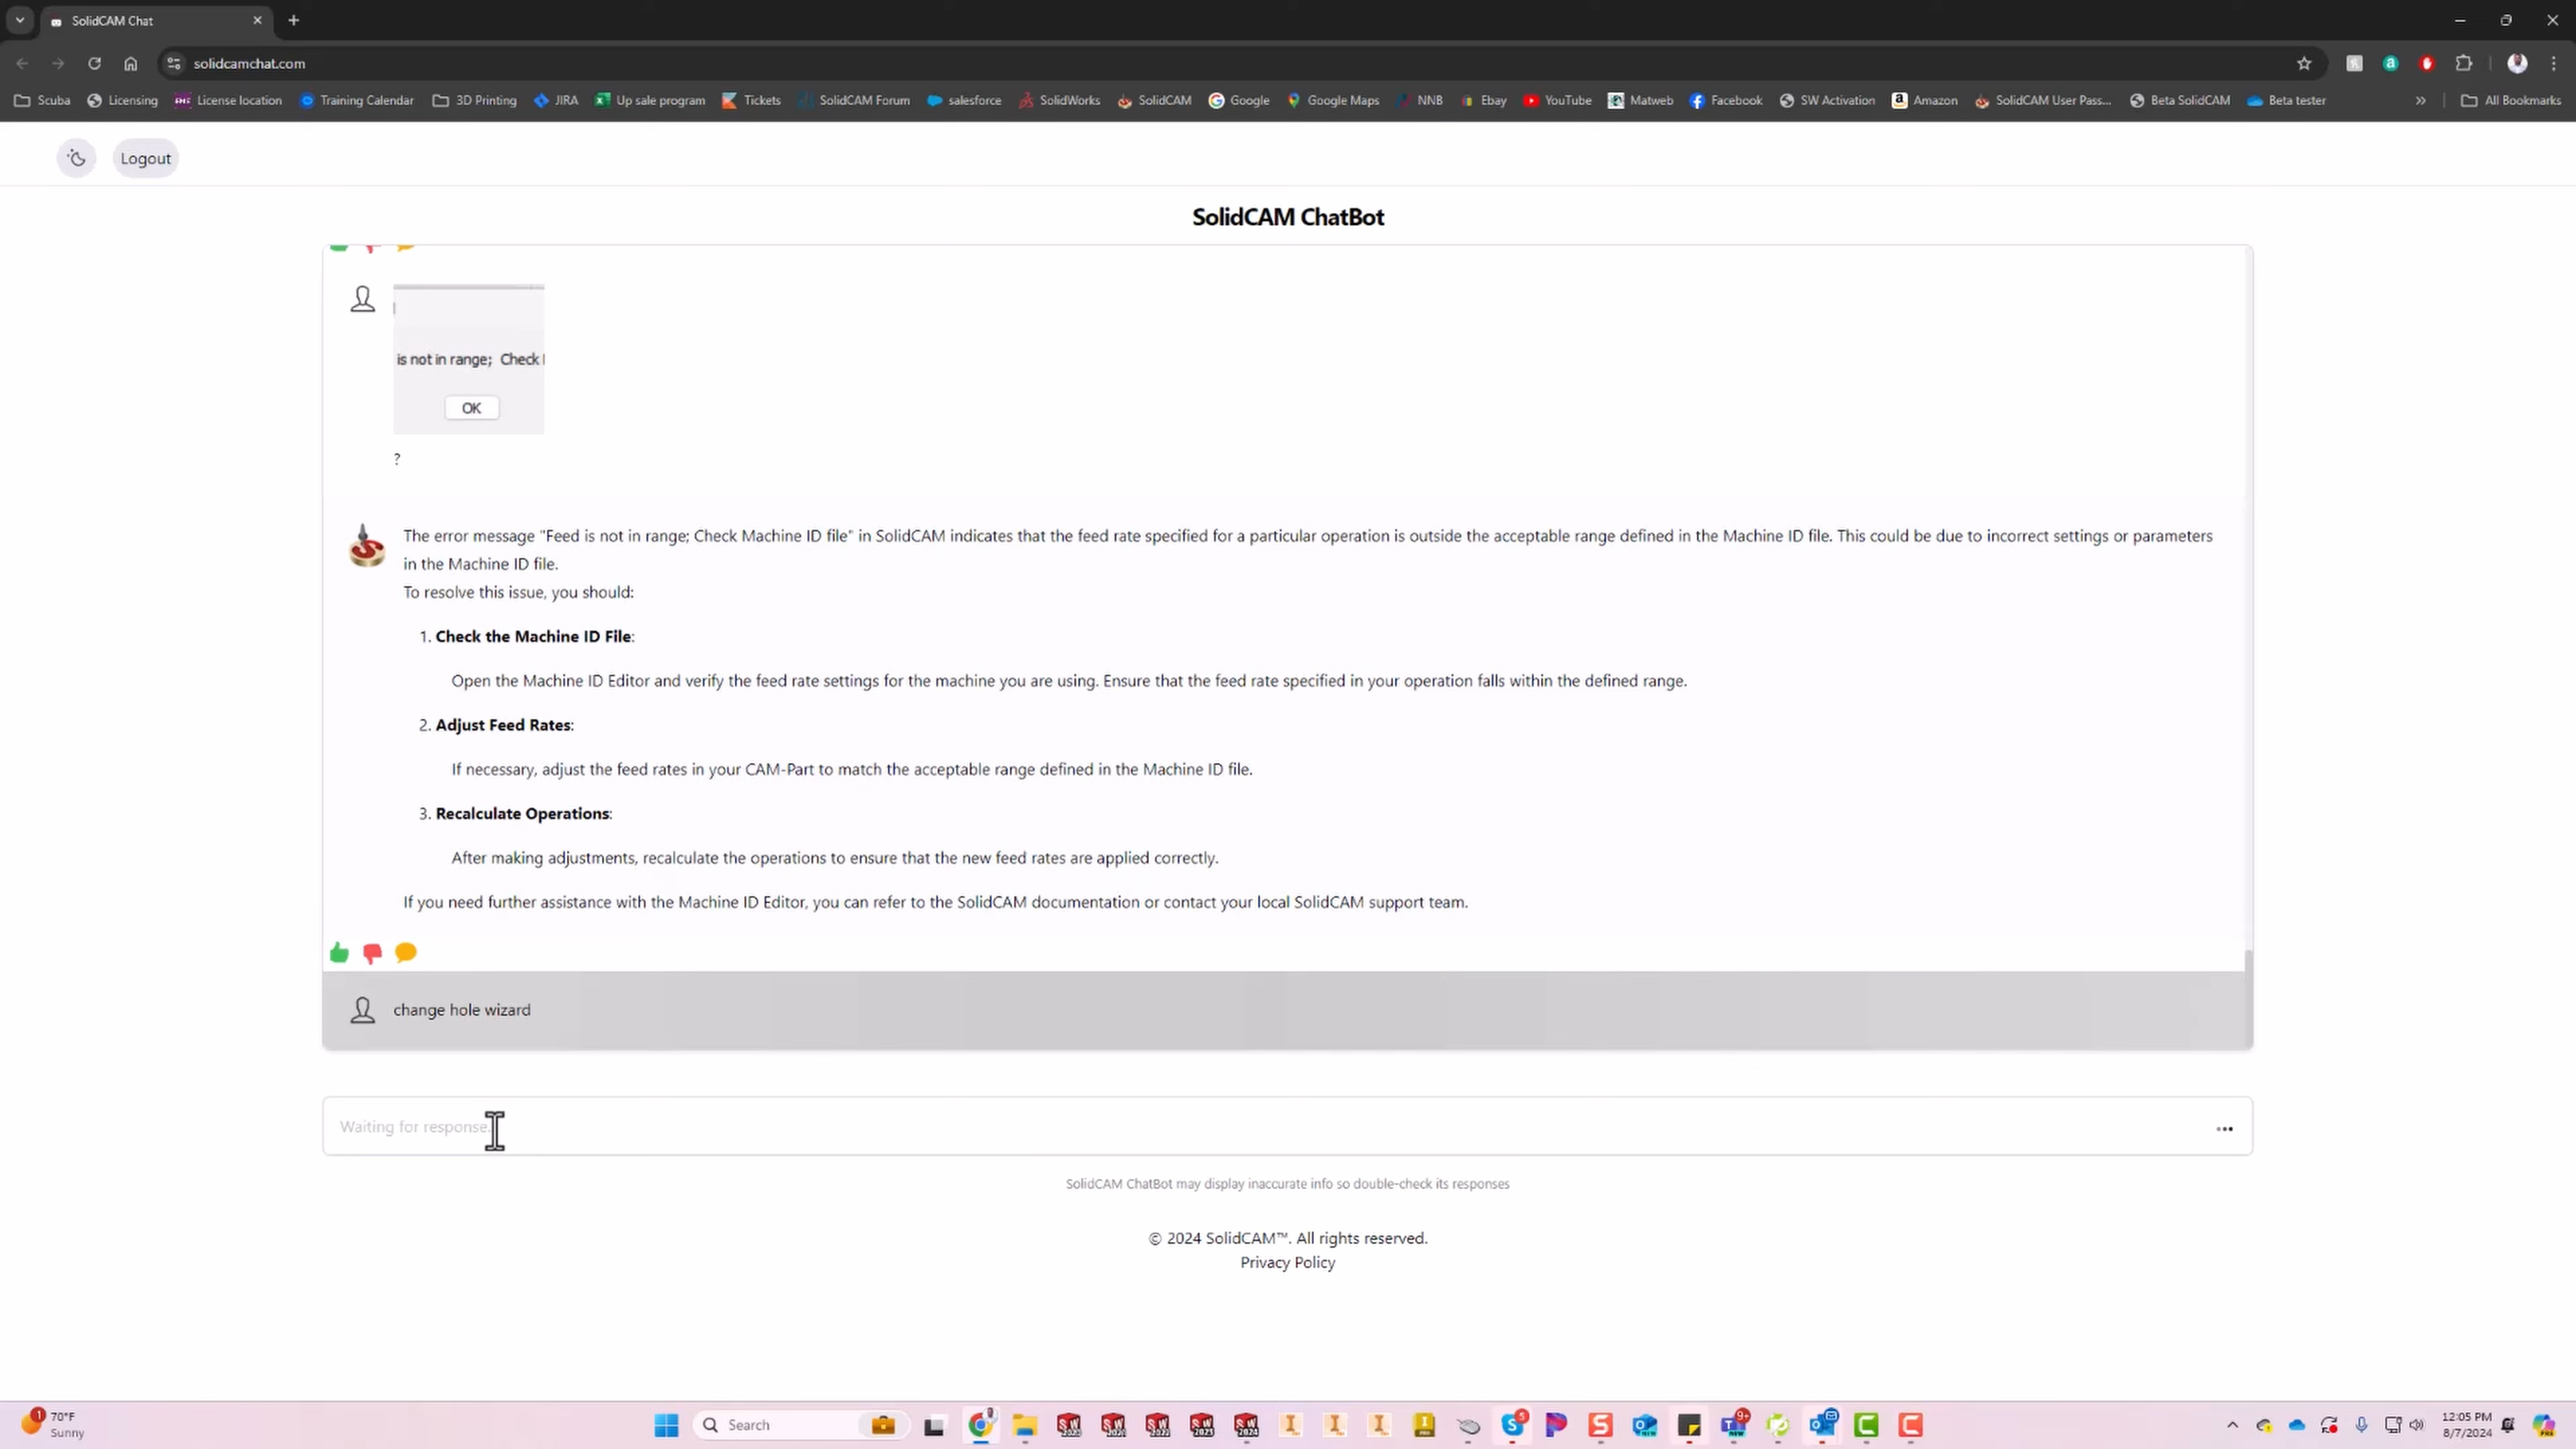 SolidCAM Chat
solidcamchat.com
Scuba
Licensing
License location
Training Calendar
3D Printing
JIRA
Up sale program
Tickets
SolidCAM Forum
salesforce
SolidWorks
SolidCAM
Google
Google Maps
NNB
Ebay
YouTube
Matweb
Facebook
SW Activation
Amazon
SolidCAM User Pass...
Beta SolidCAM
Beta tester
All Bookmarks
Logout
SolidCAM ChatBot
is not in range; Check
OK
?
The error message "Feed is not in range; Check Machine ID file" in SolidCAM indicates that the feed rate specified for a particular operation is outside the acceptable range defined in the Machine ID file. This could be due to incorrect settings or parameters
in the Machine ID file.
To resolve this issue, you should:
1. Check the Machine ID File:
Open the Machine ID Editor and verify the feed rate settings for the machine you are using. Ensure that the feed rate specified in your operation falls within the defined range.
2. Adjust Feed Rates:
If necessary, adjust the feed rates in your CAM-Part to match the acceptable range defined in the Machine ID file.
3. Recalculate Operations:
After making adjustments, recalculate the operations to ensure that the new feed rates are applied correctly.
If you need further assistance with the Machine ID Editor, you can refer to the SolidCAM documentation or contact your local SolidCAM support team.
change hole wizard
Waiting for response.
SolidCAM ChatBot may display inaccurate info so double-check its responses
© 2024 SolidCAM™. All rights reserved.
Privacy Policy
1
70°F
Sunny
Search
12:05 PM
8/7/2024